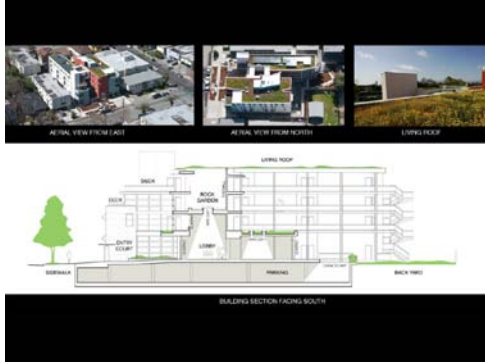 AERIAL VIEW FROM EAST
AERIAL VIEW FROM NORTH
LIVING ROOF
LIVING ROOF
DECK
ROCK
GARDEN
DECK
ENTRY
COURT
LOBBY
SIDEWALK
PARKING
BACK YARD
BUILDING SECTION FACING SOUTH